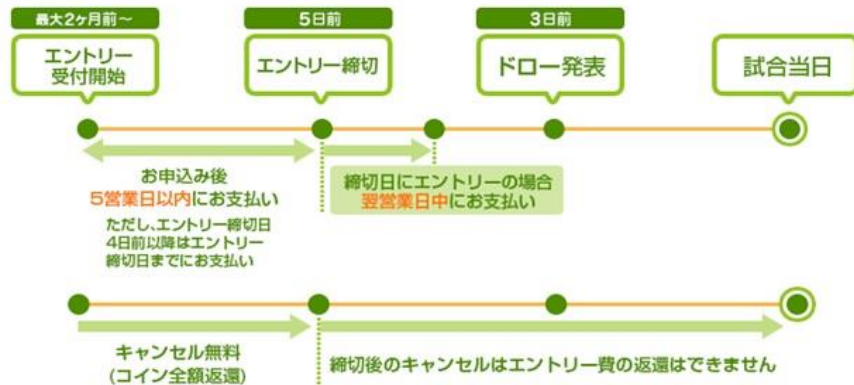 最大2ヶ月前～
エントリー
受付開始
5日前
エントリー締切
3日前
ドロー発表
試合当日
お申込み後
5営業日以内にお支払い
ただし、エントリー締切日
4日前以降はエントリー
締切日までにお支払い
締切日にエントリーの場合
翌営業日中にお支払い
キャンセル無料
(コイン全額返還)
締切後のキャンセルはエントリー費の返還はできません